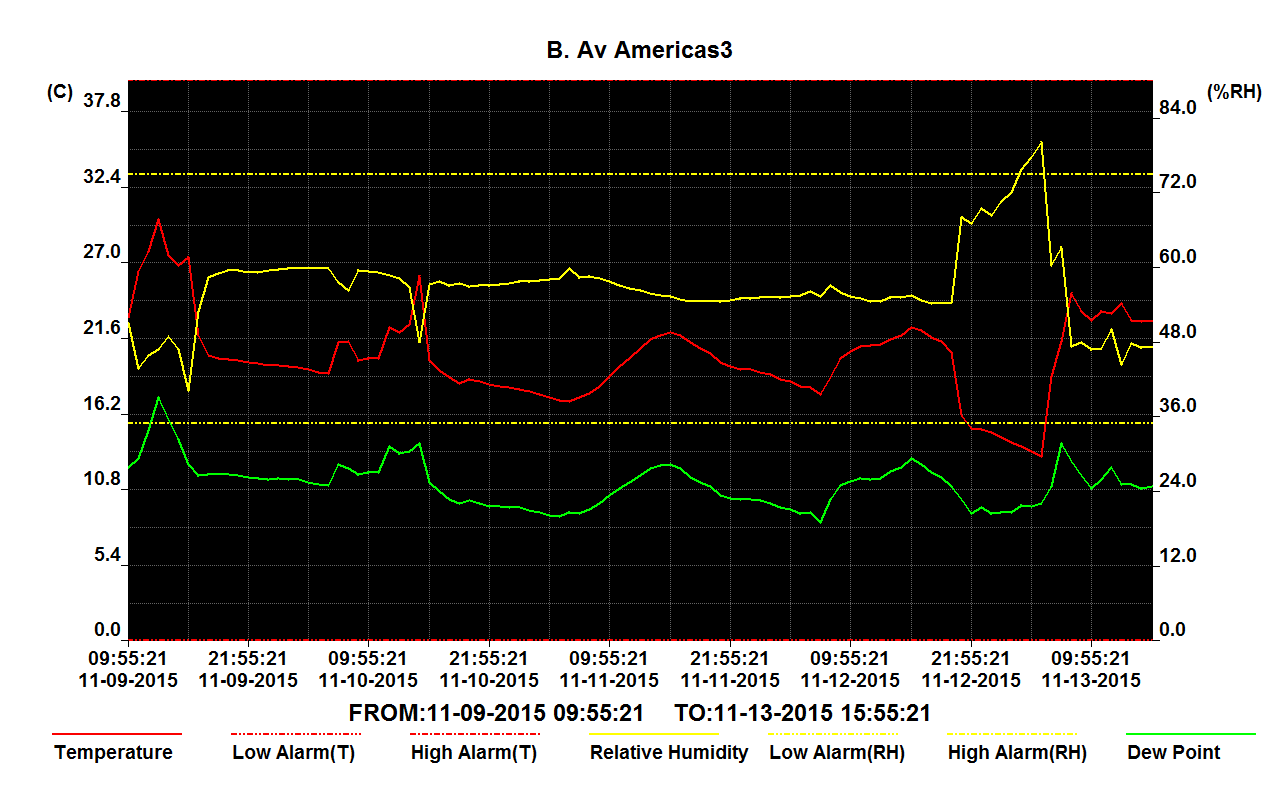 B. Av Americas3
(C)
(%RH)
37.8
84.0
32.4
72.0
27.0
60.0
21.6
48.0
16.2
36.0
10.8
24.0
5.4
12.0
0.0
0.0
09:55:21 21:55:21 09:55:21 21:55:21 09:55:21 21:55:21 09:55:21 21:55:21 09:55:21
11-09-2015 11-09-2015 11-10-2015 11-10-2015 11-11-2015 11-11-2015 11-12-2015 11-12-2015 11-13-2015
FROM:11-09-2015 09:55:21 TO:11-13-2015 15:55:21
Temperature Low Alarm(T) High Alarm(T) Relative Humidity Low Alarm(RH) High Alarm(RH) Dew Point